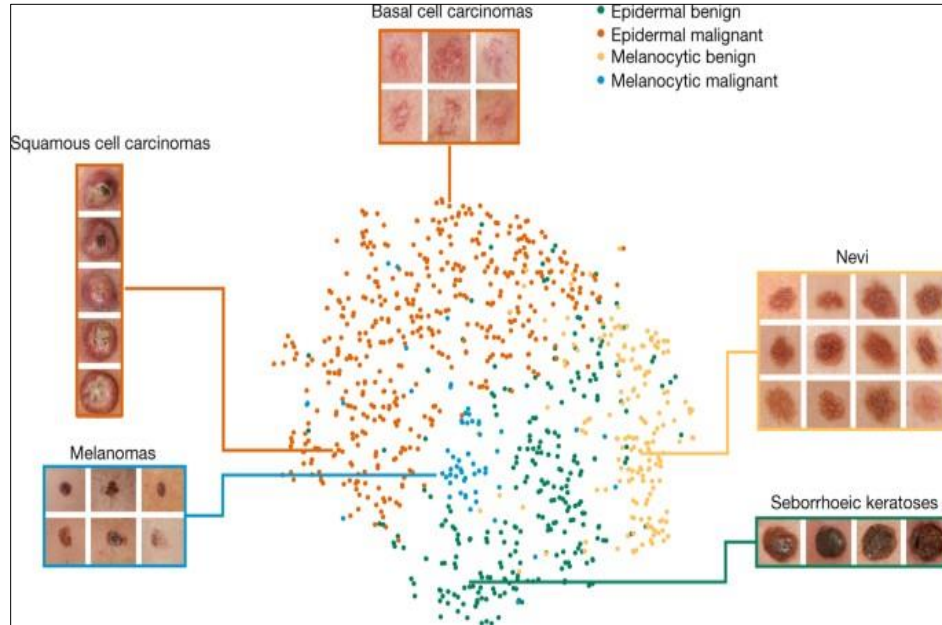 Basal cell carcinomas
Epidermal benign
Epidermal malignant
Melanocytic benign
Melanocytic malignant
Squamous cell carcinomas
Nevi
Melanomas
Seborrhoeic keratoses